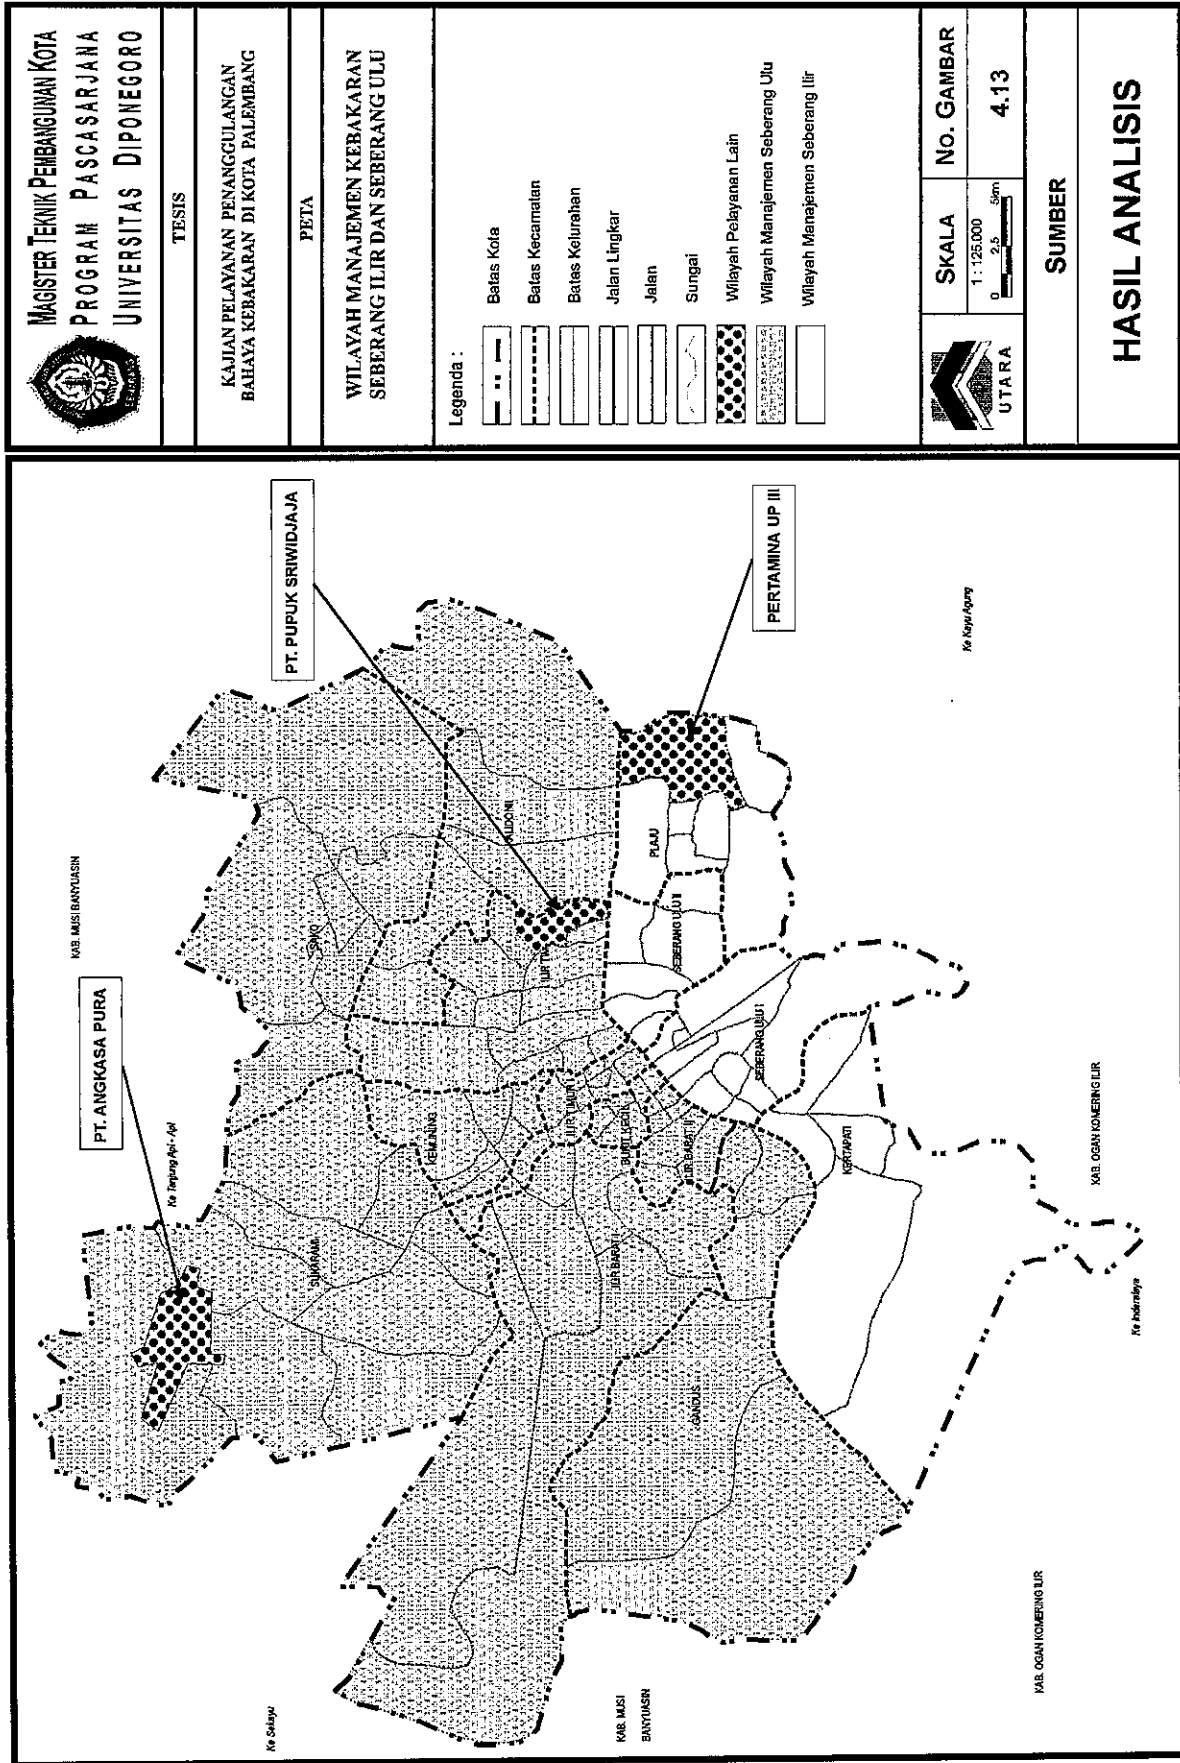 MAGISTER TEKNIK PEMBANGUNAN KOTA
PROGRAM PASCASARJANA
UNIVERSITAS DIPONEGORO
TESIS
KAJIAN PELAYANAN PENANGGULANGAN
BAHAYA KEBAKARAN DI KOTA PALEMBANG
PETA
WILAYAH MANAJEMEN KEBAKARAN
SEBERANG ILIR DAN SEBERANG ULU
Legenda :
Batas Kota
Batas Kecamatan
Batas Kelurahan
Jalan Lingkar
Jalan
Sungai
Wilayah Pelayanan Lain
Wilayah Manajemen Seberang Ulu
Wilayah Manajemen Seberang Ilir
UTARA
SKALA
1 : 125.000
0 2,5 5km
No. GAMBAR
4.13
SUMBER
HASIL ANALISIS
PT. ANGKASA PURA
PT. PUPUK SRIWIDJAJA
PERTAMINA UP III
KAB. MUSI BANYUASIN
Ke Tanjung Api - Api
Ke Sekayu
KAB. MUSI
BANYUASIN
KAB. OGAN KOMERING ILIR
KAB. OGAN KOMERING ILIR
Ke Inderalaya
Ke Kayu Agung
SUKARAMI
SAKO
KEMUNING
KALIDONI
ILIR BARAT I
BUKIT KECIL
ILIR BARAT II
GANDUS
PLAJU
SEBERANG ULU II
SEBERANG ULU I
KERTAPATI